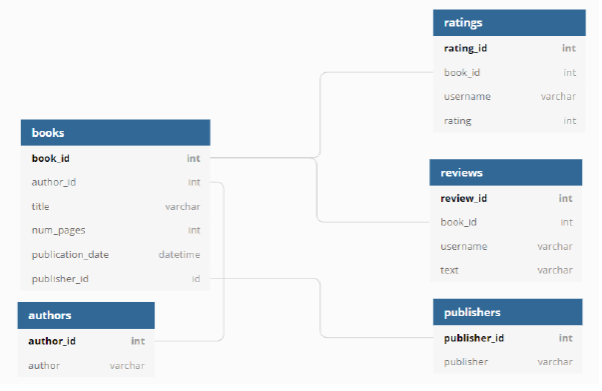 books
book_id int
author_id int
title varchar
num_pages int
publication_date datetime
publisher_id id
authors
author_id int
author varchar
ratings
rating_id int
book_id int
username varchar
rating int
reviews
review_id int
book_id int
username varchar
text varchar
publishers
publisher_id int
publisher varchar